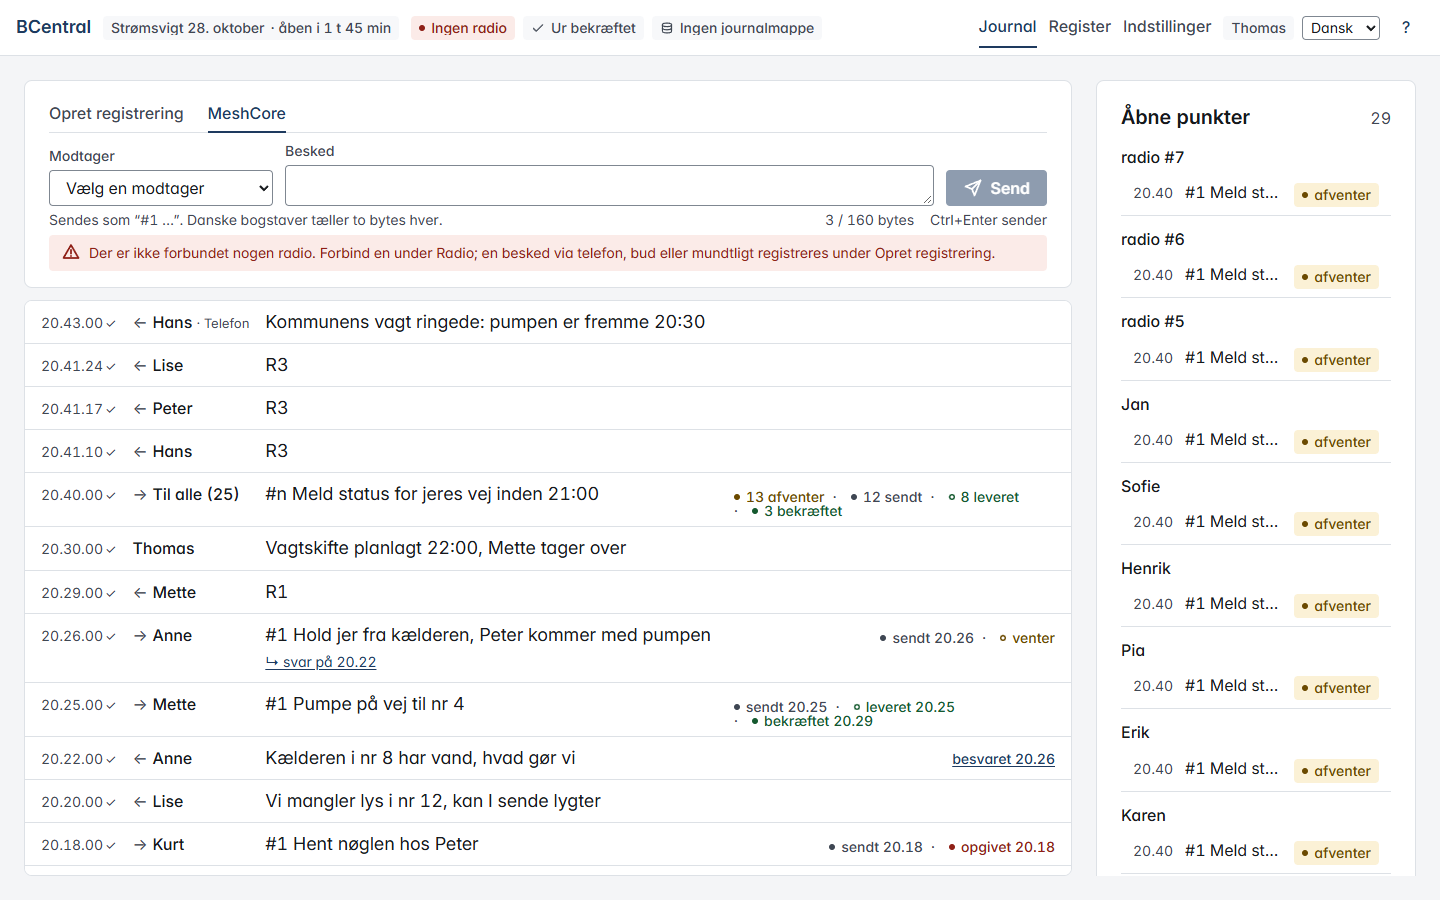 BCentral
Strømsvigt 28. oktober · åben i 1 t 45 min
Ingen radio
Ur bekræftet
Ingen journalmappe
Journal
Register
Indstillinger
Thomas
Dansk
?
Opret registrering
MeshCore
Modtager
Besked
Vælg en modtager
Send
Sendes som “#1 …”. Danske bogstaver tæller to bytes hver.
3 / 160 bytes
Ctrl+Enter sender
Der er ikke forbundet nogen radio. Forbind en under Radio; en besked via telefon, bud eller mundtligt registreres under Opret registrering.
20.43.00 ✓ ← Hans · Telefon Kommunens vagt ringede: pumpen er fremme 20:30
20.41.24 ✓ ← Lise R3
20.41.17 ✓ ← Peter R3
20.41.10 ✓ ← Hans R3
20.40.00 ✓ → Til alle (25) #n Meld status for jeres vej inden 21:00 13 afventer · 12 sendt · 8 leveret
· 3 bekræftet
20.30.00 ✓ Thomas Vagtskifte planlagt 22:00, Mette tager over
20.29.00 ✓ ← Mette R1
20.26.00 ✓ → Anne #1 Hold jer fra kælderen, Peter kommer med pumpen sendt 20.26 · venter
↳ svar på 20.22
20.25.00 ✓ → Mette #1 Pumpe på vej til nr 4 sendt 20.25 · leveret 20.25
· bekræftet 20.29
20.22.00 ✓ ← Anne Kælderen i nr 8 har vand, hvad gør vi besvaret 20.26
20.20.00 ✓ ← Lise Vi mangler lys i nr 12, kan I sende lygter
20.18.00 ✓ → Kurt #1 Hent nøglen hos Peter sendt 20.18 · opgivet 20.18
Åbne punkter 29
radio #7
20.40 #1 Meld st… afventer
radio #6
20.40 #1 Meld st… afventer
radio #5
20.40 #1 Meld st… afventer
Jan
20.40 #1 Meld st… afventer
Sofie
20.40 #1 Meld st… afventer
Henrik
20.40 #1 Meld st… afventer
Pia
20.40 #1 Meld st… afventer
Erik
20.40 #1 Meld st… afventer
Karen
20.40 #1 Meld st… afventer